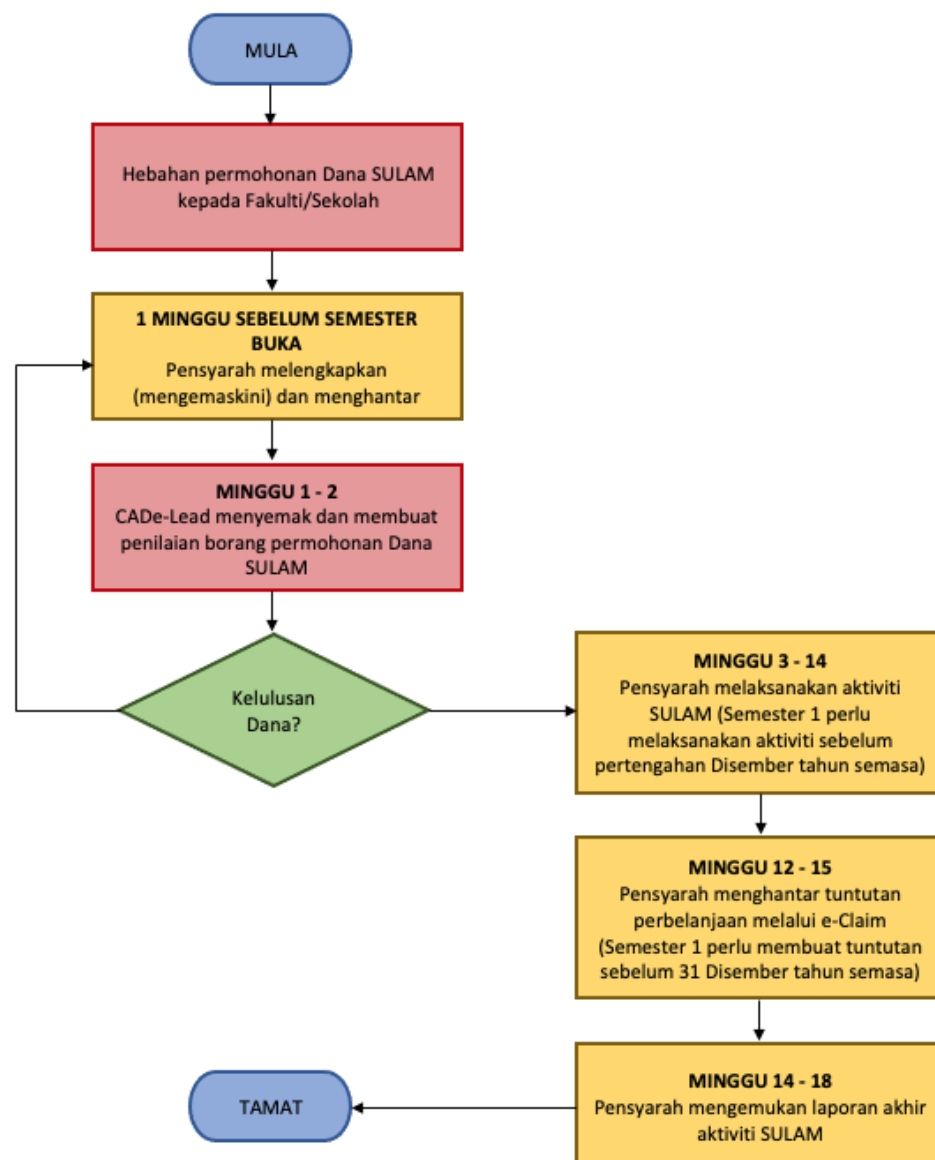 MULA
Hebahan permohonan Dana SULAM
kepada Fakulti/Sekolah
1 MINGGU SEBELUM SEMESTER
BUKA
Pensyarah melengkapkan
(mengemaskini) dan menghantar
MINGGU 1 - 2
CADe-Lead menyemak dan membuat
penilaian borang permohonan Dana
SULAM
Kelulusan
Dana?
MINGGU 3 - 14
Pensyarah melaksanakan aktiviti
SULAM (Semester 1 perlu
melaksanakan aktiviti sebelum
pertengahan Disember tahun semasa)
MINGGU 12 - 15
Pensyarah menghantar tuntutan
perbelanjaan melalui e-Claim
(Semester 1 perlu membuat tuntutan
sebelum 31 Disember tahun semasa)
MINGGU 14 - 18
Pensyarah mengemukan laporan akhir
aktiviti SULAM
TAMAT